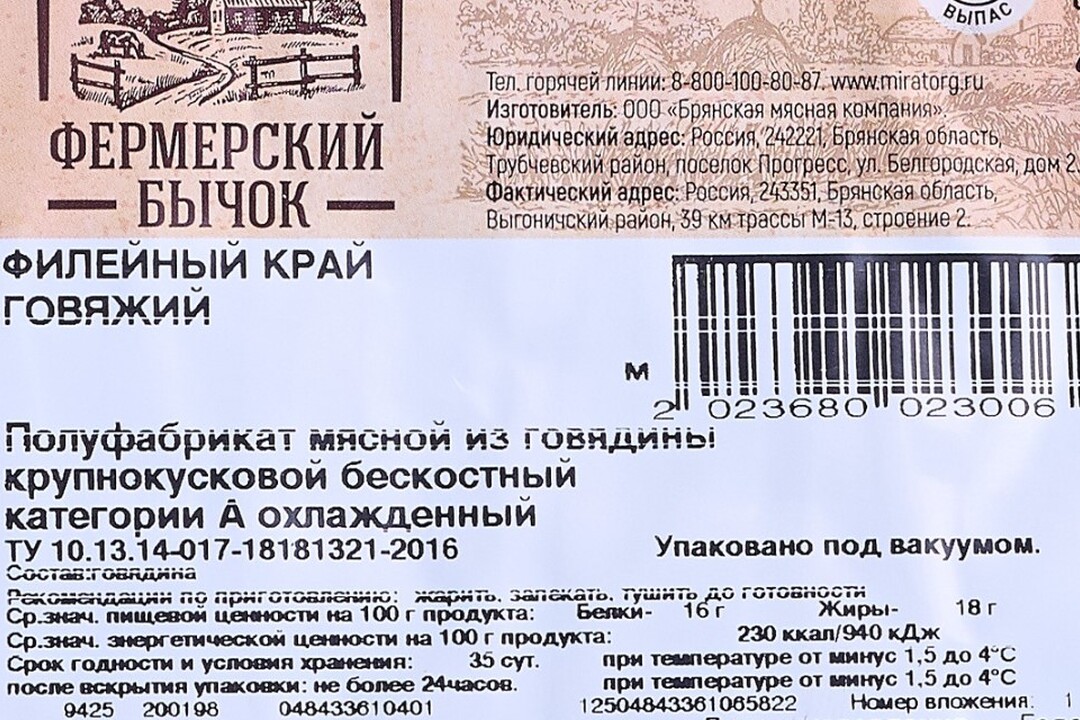 ВЫПАС
ФЕРМЕРСКИЙ
БЫЧОК
Тел. горячей линии: 8-800-100-80-87. www.miratorg.ru
Изготовитель: ООО «Брянская мясная компания».
Юридический адрес: Россия, 242221, Брянская область,
Трубчевский район, поселок Прогресс, ул. Белгородская, дом 2
Фактический адрес: Россия, 243351, Брянская область,
Выгоничский район, 39 км трассы М-13, строение 2.
ФИЛЕЙНЫЙ КРАЙ
ГОВЯЖИЙ
м
2 023680 023006
Полуфабрикат мясной из говядины
крупнокусковой бескостный
категории А охлажденный
ТУ 10.13.14-017-18181321-2016
Упаковано под вакуумом.
Состав:говядина
Рекомендации по приготовлению: жарить, запекать, тушить до готовности
Ср.знач. пищевой ценности на 100 г продукта: Белки- 16 г Жиры- 18 г
Ср.знач. энергетической ценности на 100 г продукта: 230 ккал/940 кДж
Срок годности и условия хранения: 35 сут. при температуре от минус 1,5 до 4°С
после вскрытия упаковки: не более 24часов. при температуре от минус 1,5 до 4°С
9425 200198 048433610401 12504843361065822 Номер вложения: 1